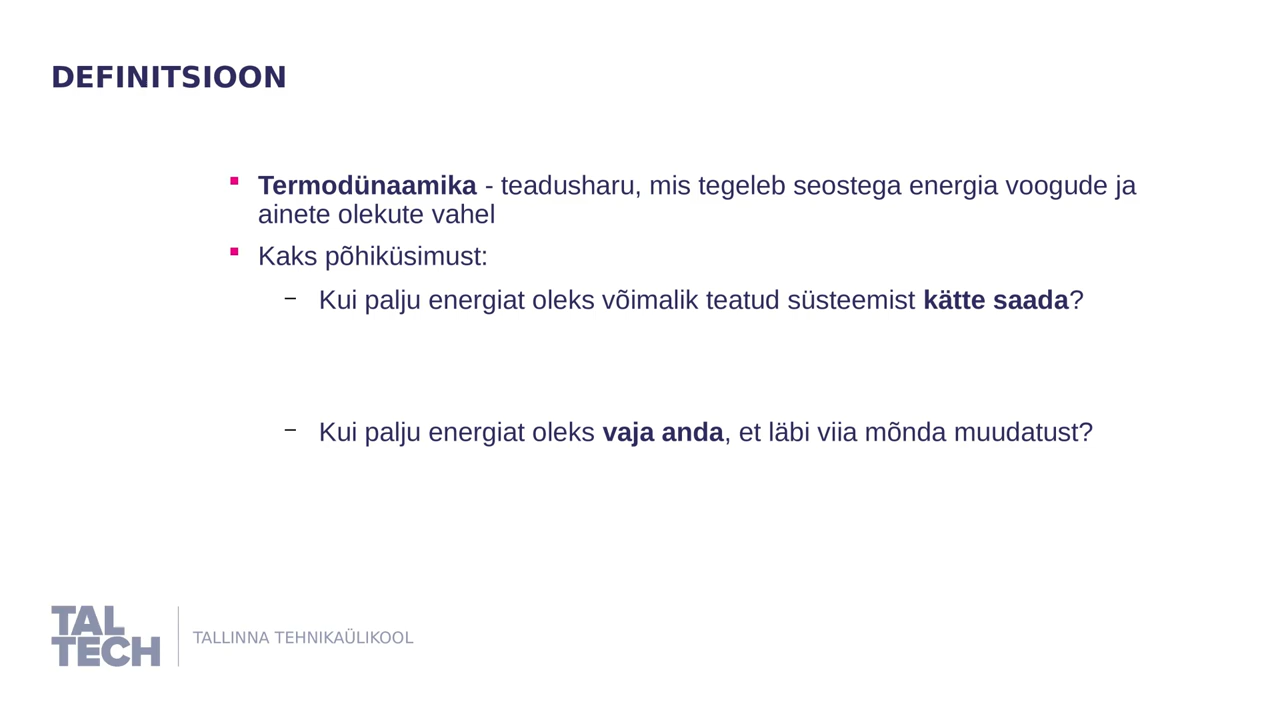 DEFINITSIOON
▪ Termodünaamika - teadusharu, mis tegeleb seostega energia voogude ja
ainete olekute vahel
▪ Kaks põhiküsimust:
– Kui palju energiat oleks võimalik teatud süsteemist kätte saada?
– Kui palju energiat oleks vaja anda, et läbi viia mõnda muudatust?
TAL
TECH
TALLINNA TEHNIKAÜLIKOOL